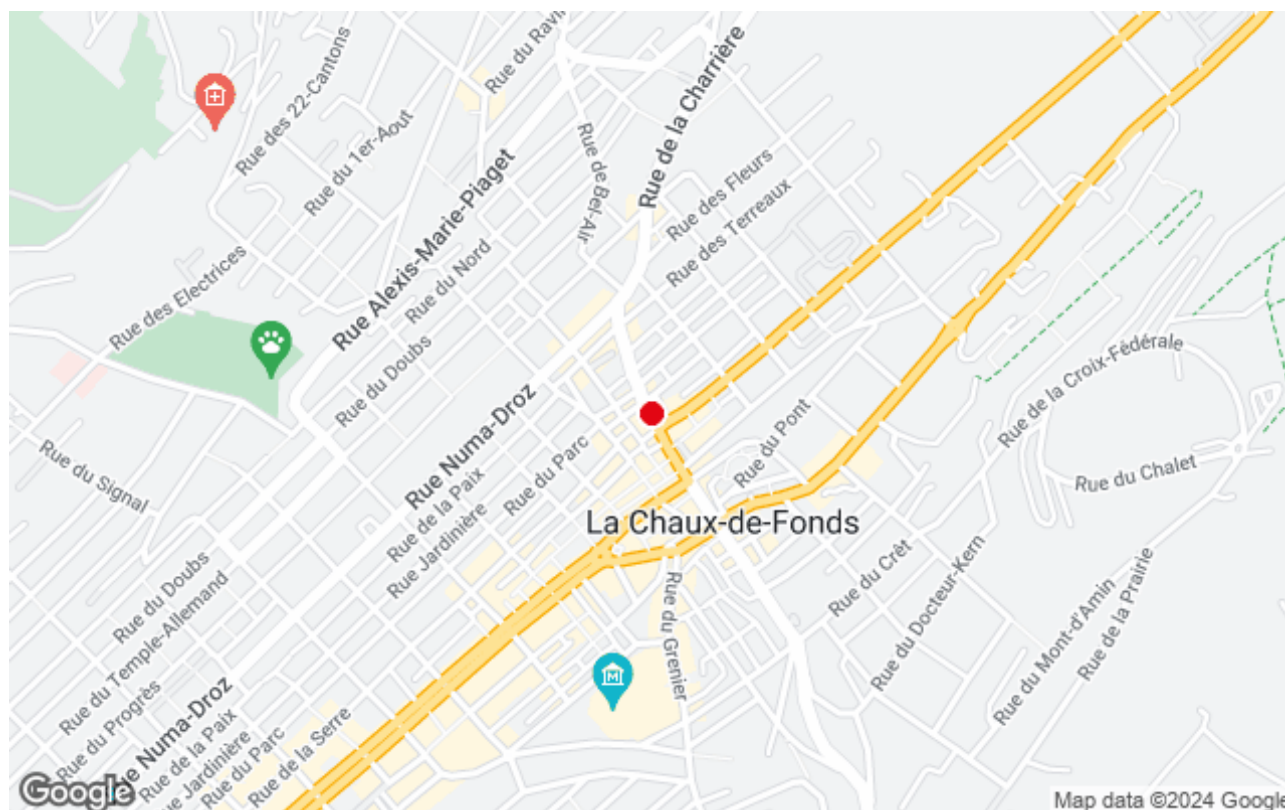 Rue du Ravin
Rue des 22-Cantons
Rue de la Charrière
Rue du 1er-Aout
Rue de Bel-Air
Rue Alexis-Marie-Piaget
Rue des Fleurs
Rue des Terreaux
Rue du Nord
Rue des Electrices
Rue du Doubs
Rue de la Croix-Fédérale
Rue Numa-Droz
Rue du Parc
Rue du Pont
Rue du Signal
Rue de la Paix
Rue du Chalet
Rue Jardinière
La Chaux-de-Fonds
Rue du Doubs
Rue du Crêt
Rue du Temple-Allemand
Rue du Grenier
Rue du Docteur-Kern
Rue du Mont-d'Amin
Rue de la Prairie
M
Rue du Progrès
Rue Numa-Droz
Rue de la Paix
Rue Jardinière
Rue du Parc
Rue de la Serre
Google
Map data ©2024 Google